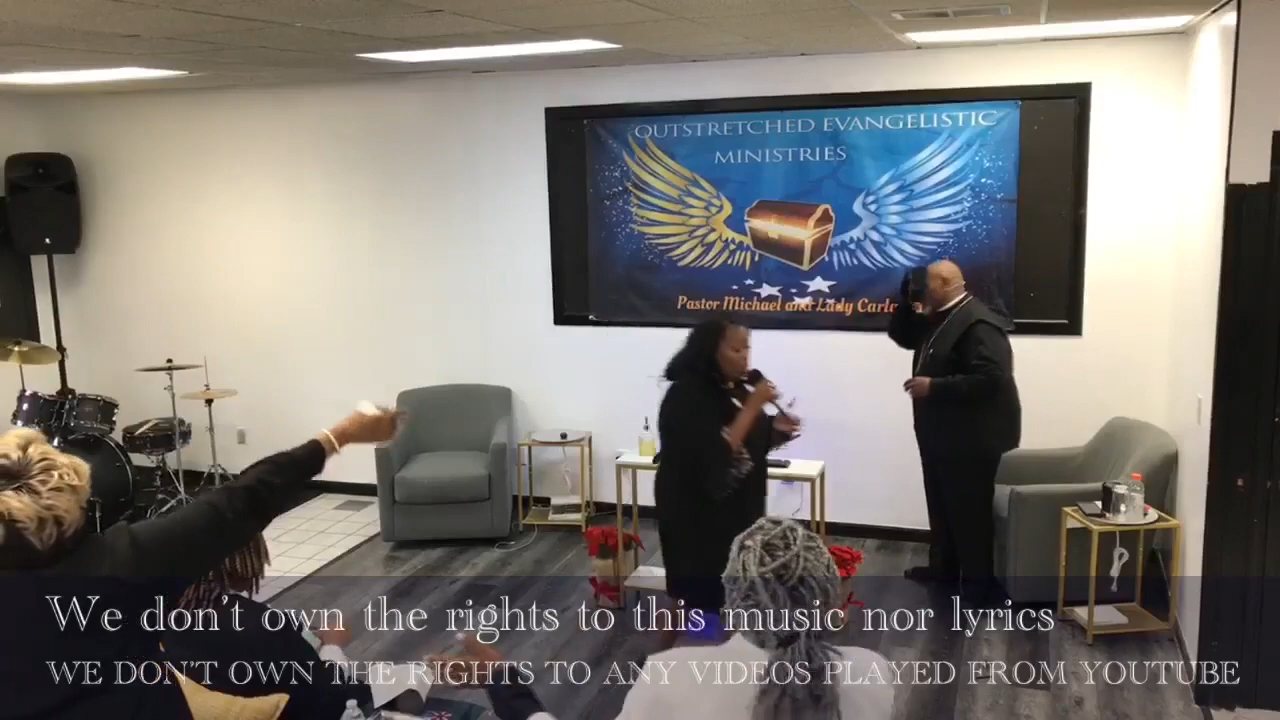 OUTSTRETCHED EVANGELISTIC
MINISTRIES
Pastor Michael and Lady
We don't own the rights to this music nor lyrics
WE DON'T OWN THE RIGHTS TO ANY VIDEOS PLAYED FROM YOUTUBE